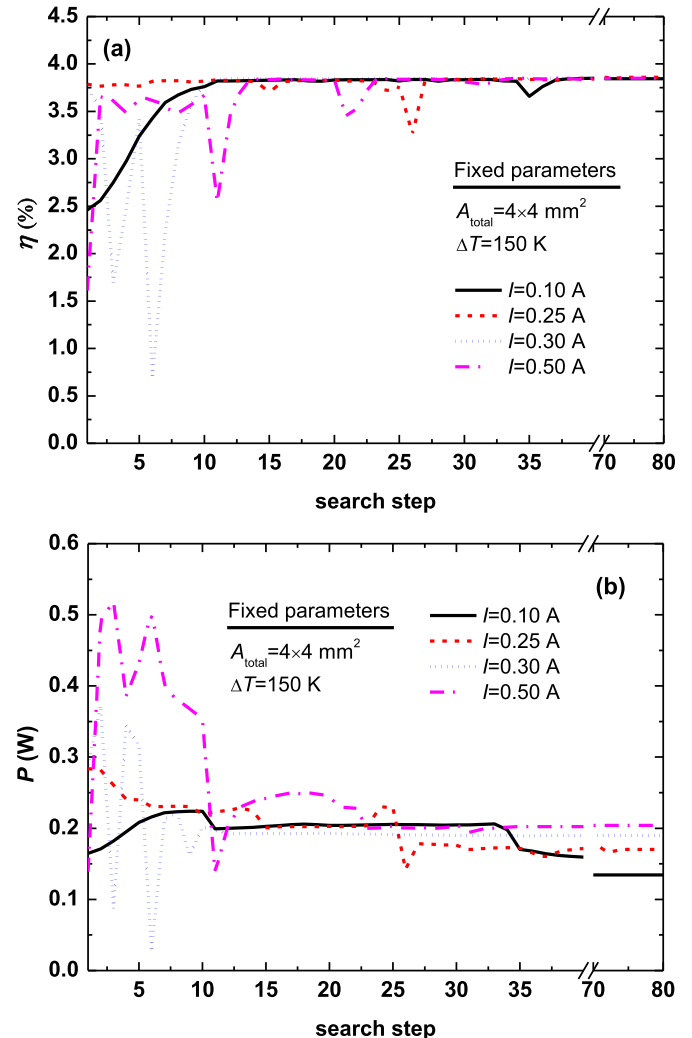 4.5
(a)
4.0
3.5
3.0
2.5
2.0
1.5
1.0
0.5
0.0
η (%)
Fixed parameters
A_total=4×4 mm²
ΔT=150 K
I=0.10 A
I=0.25 A
I=0.30 A
I=0.50 A
5 10 15 20 25 30 35 70 80
search step
0.6
(b)
0.5
0.4
0.3
0.2
0.1
0.0
P (W)
Fixed parameters
A_total=4×4 mm²
ΔT=150 K
I=0.10 A
I=0.25 A
I=0.30 A
I=0.50 A
5 10 15 20 25 30 35 70 80
search step